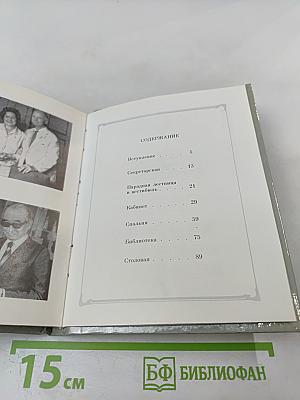 СОДЕРЖАНИЕ
Вступление . . . . 5
Секретарская . . . . 15
Парадная лестница
и вестибюль . . . . 21
Кабинет . . . . 29
Спальня . . . . 59
Библиотека . . . . 75
Столовая . . . . . 89
15 см
БФ БИБЛИОФАН